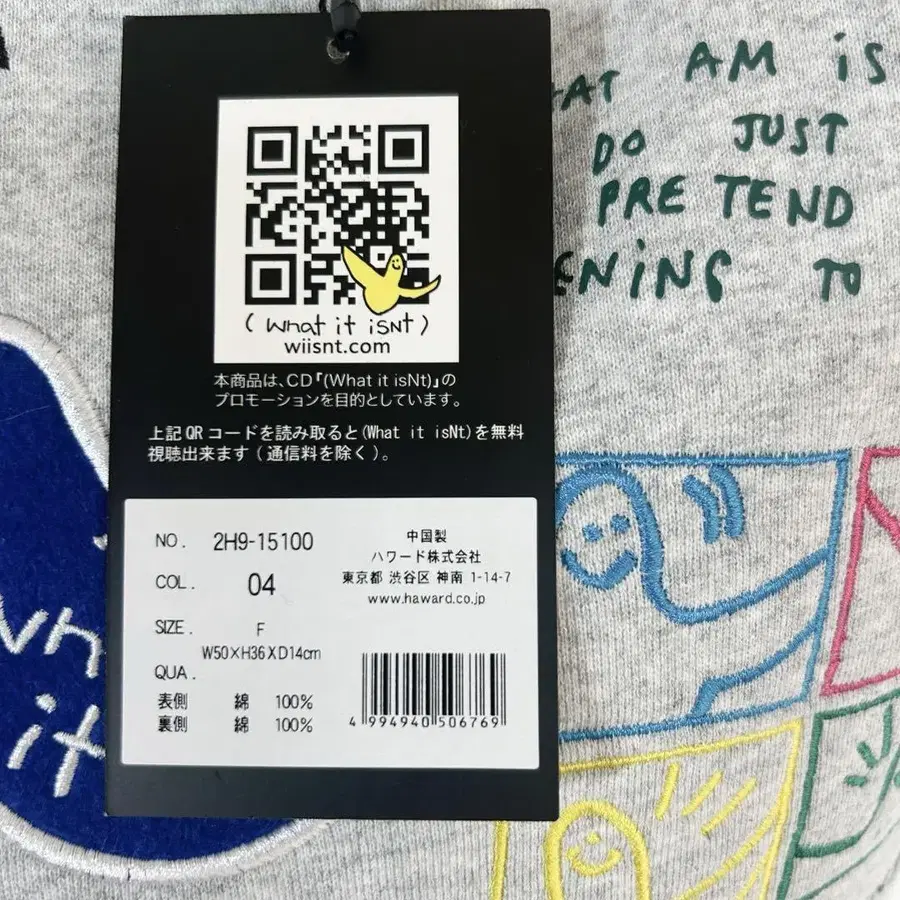 AM is
DO JUST
PRETEND
TO
(What it isNt)
wiisnt.com
本商品は、CD『(What it isNt)』の
プロモーションを目的としています。
上記QRコードを読み取ると(What it isNt)を無料
視聴出来ます(通信料を除く)。
NO. 2H9-15100
COL. 04
SIZE. F
W50×H36×D14cm
QUA.
表側 綿 100%
裏側 綿 100%
中国製
ハワード株式会社
東京都 渋谷区 神南 1-14-7
www.haward.co.jp
4 994940 506769
it